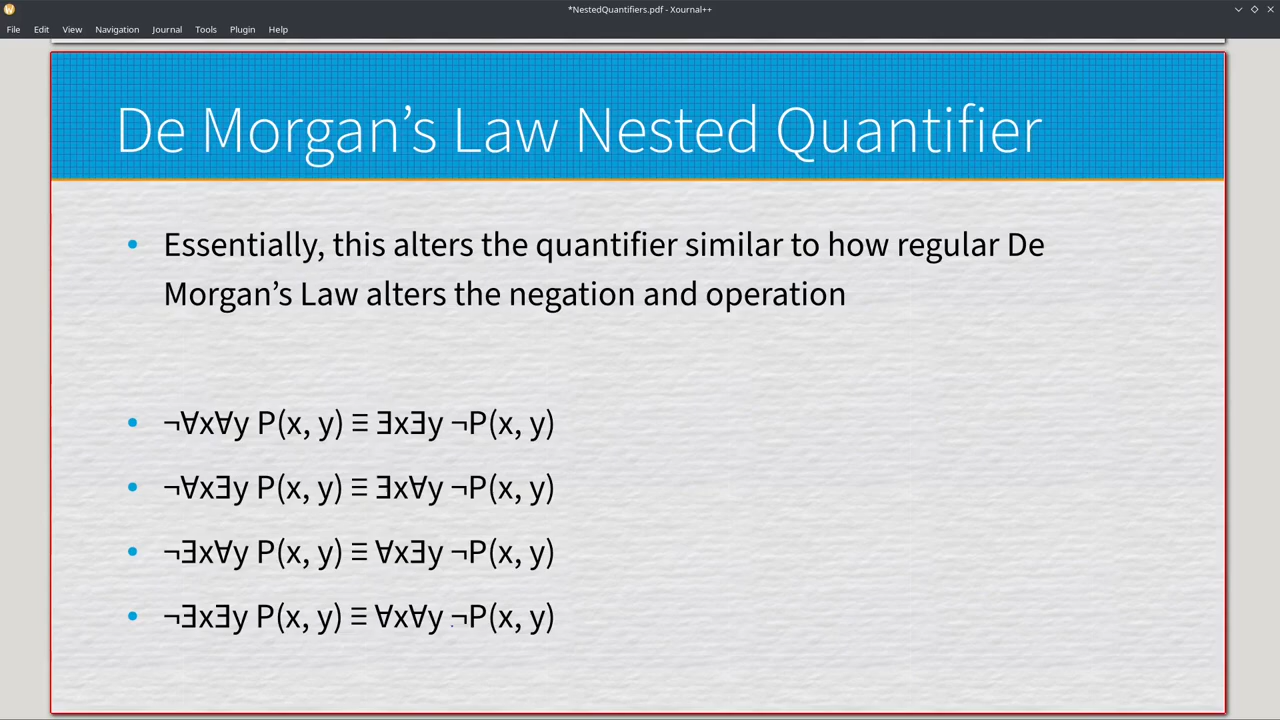 *NestedQuantifiers.pdf - Xournal++
File Edit View Navigation Journal Tools Plugin Help
De Morgan’s Law Nested Quantifier
• Essentially, this alters the quantifier similar to how regular De
Morgan’s Law alters the negation and operation
• ¬∀x∀y P(x, y) ≡ ∃x∃y ¬P(x, y)
• ¬∀x∃y P(x, y) ≡ ∃x∀y ¬P(x, y)
• ¬∃x∀y P(x, y) ≡ ∀x∃y ¬P(x, y)
• ¬∃x∃y P(x, y) ≡ ∀x∀y ¬P(x, y)